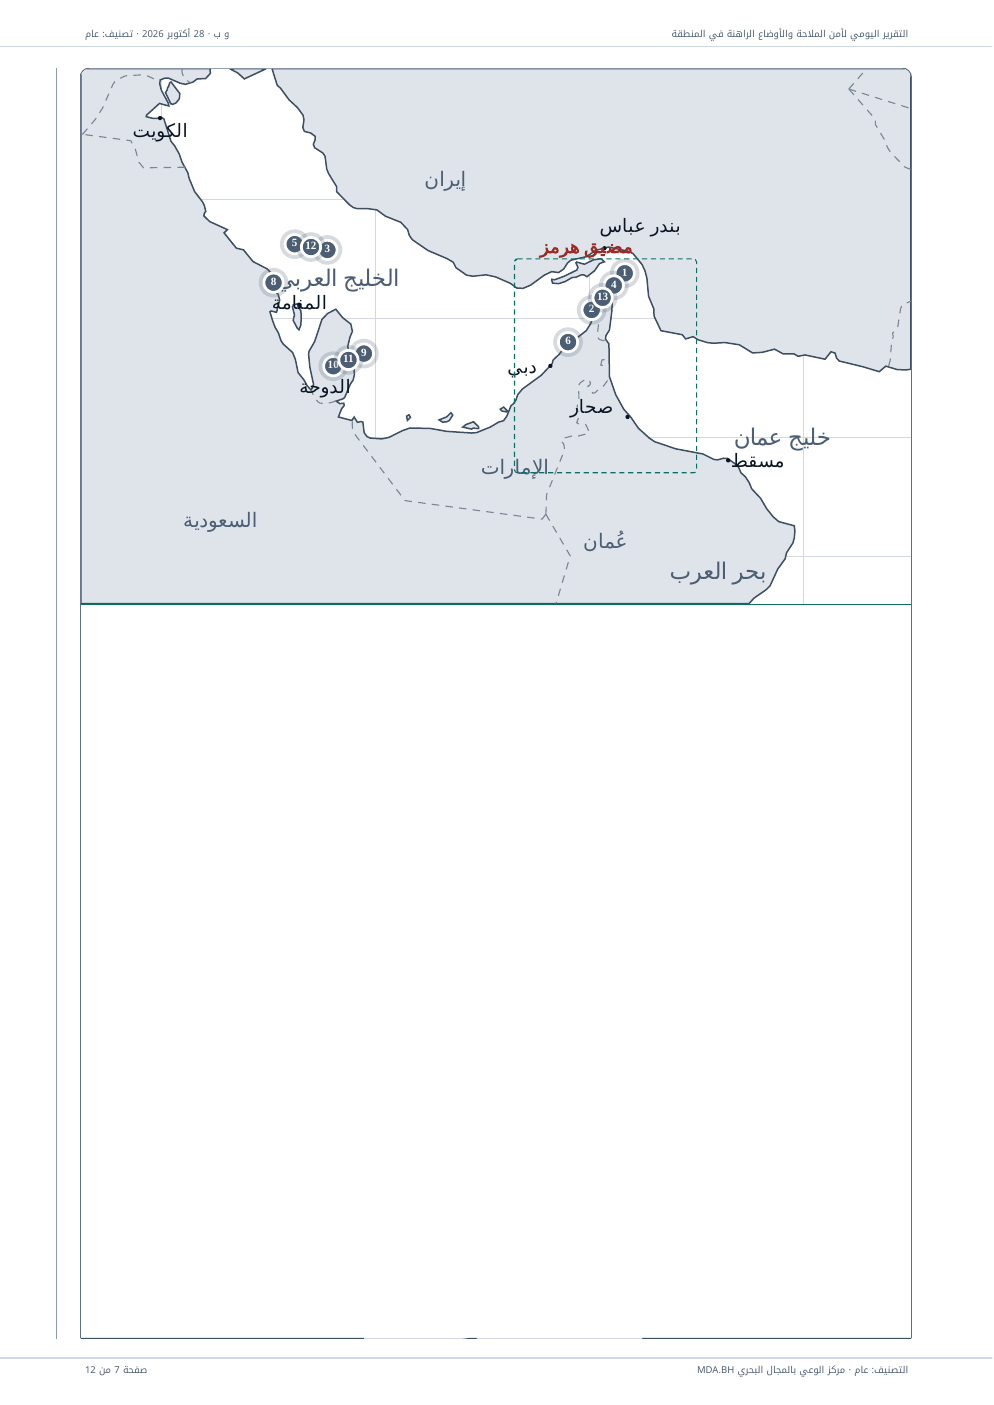 التقرير اليومي لأمن الملاحة والأوضاع الراهنة في المنطقة
و ب · 28 أكتوبر 2026 · تصنيف: عام
الكويت
إيران
بندر عباس
مضيق هرمز
5
12
3
1
الخليج العربي
8
4
13
المنامة
2
6
9
11
10
دبي
الدوحة
صحار
خليج عمان
مسقط
الإمارات
السعودية
عُمان
بحر العرب
التصنيف: عام · مركز الوعي بالمجال البحري MDA.BH
صفحة 7 من 12